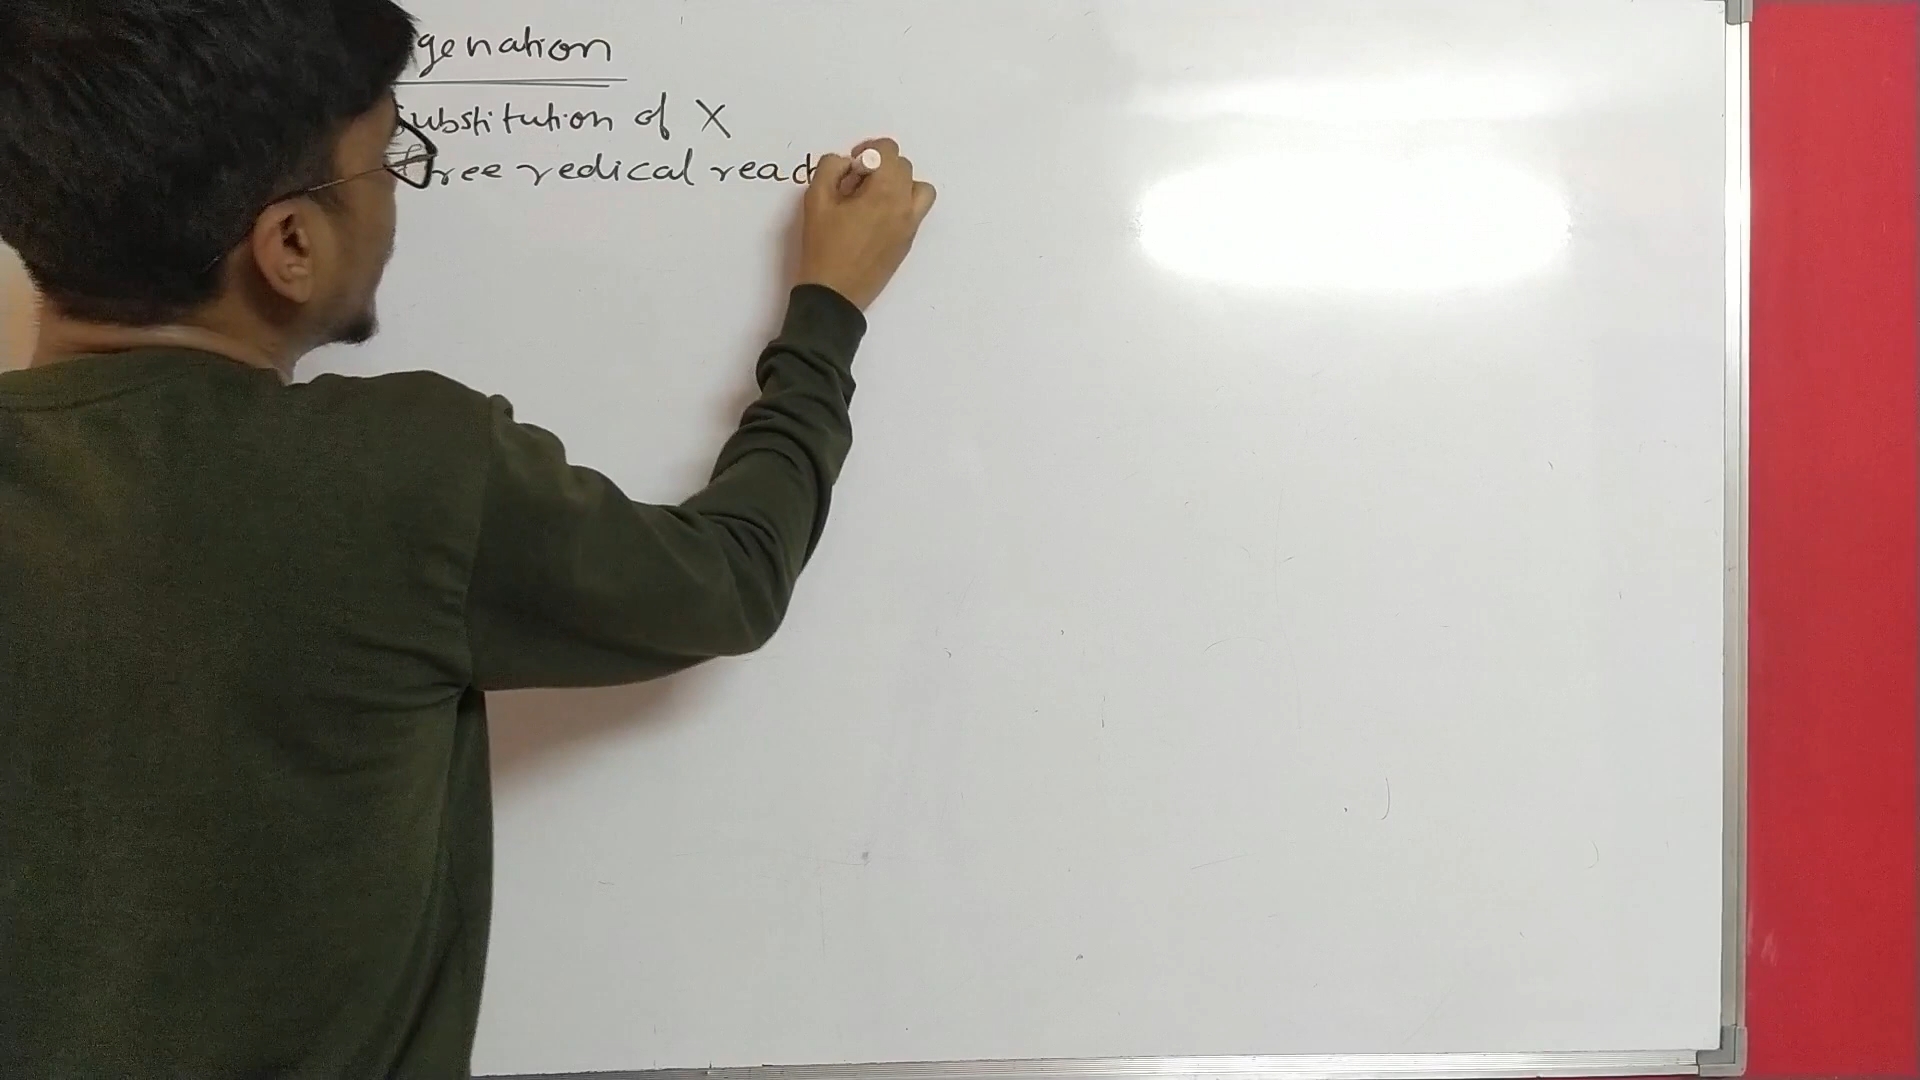 genation
substitution of X
free redical react